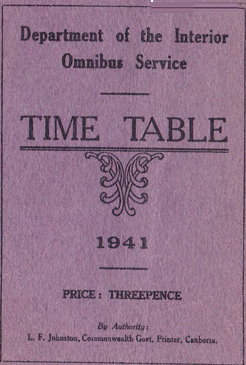 Department of the Interior
Omnibus Service
TIME TABLE
1941
PRICE: THREEPENCE
By Authority:
L. F. Johnston, Commonwealth Govt. Printer, Canberra.